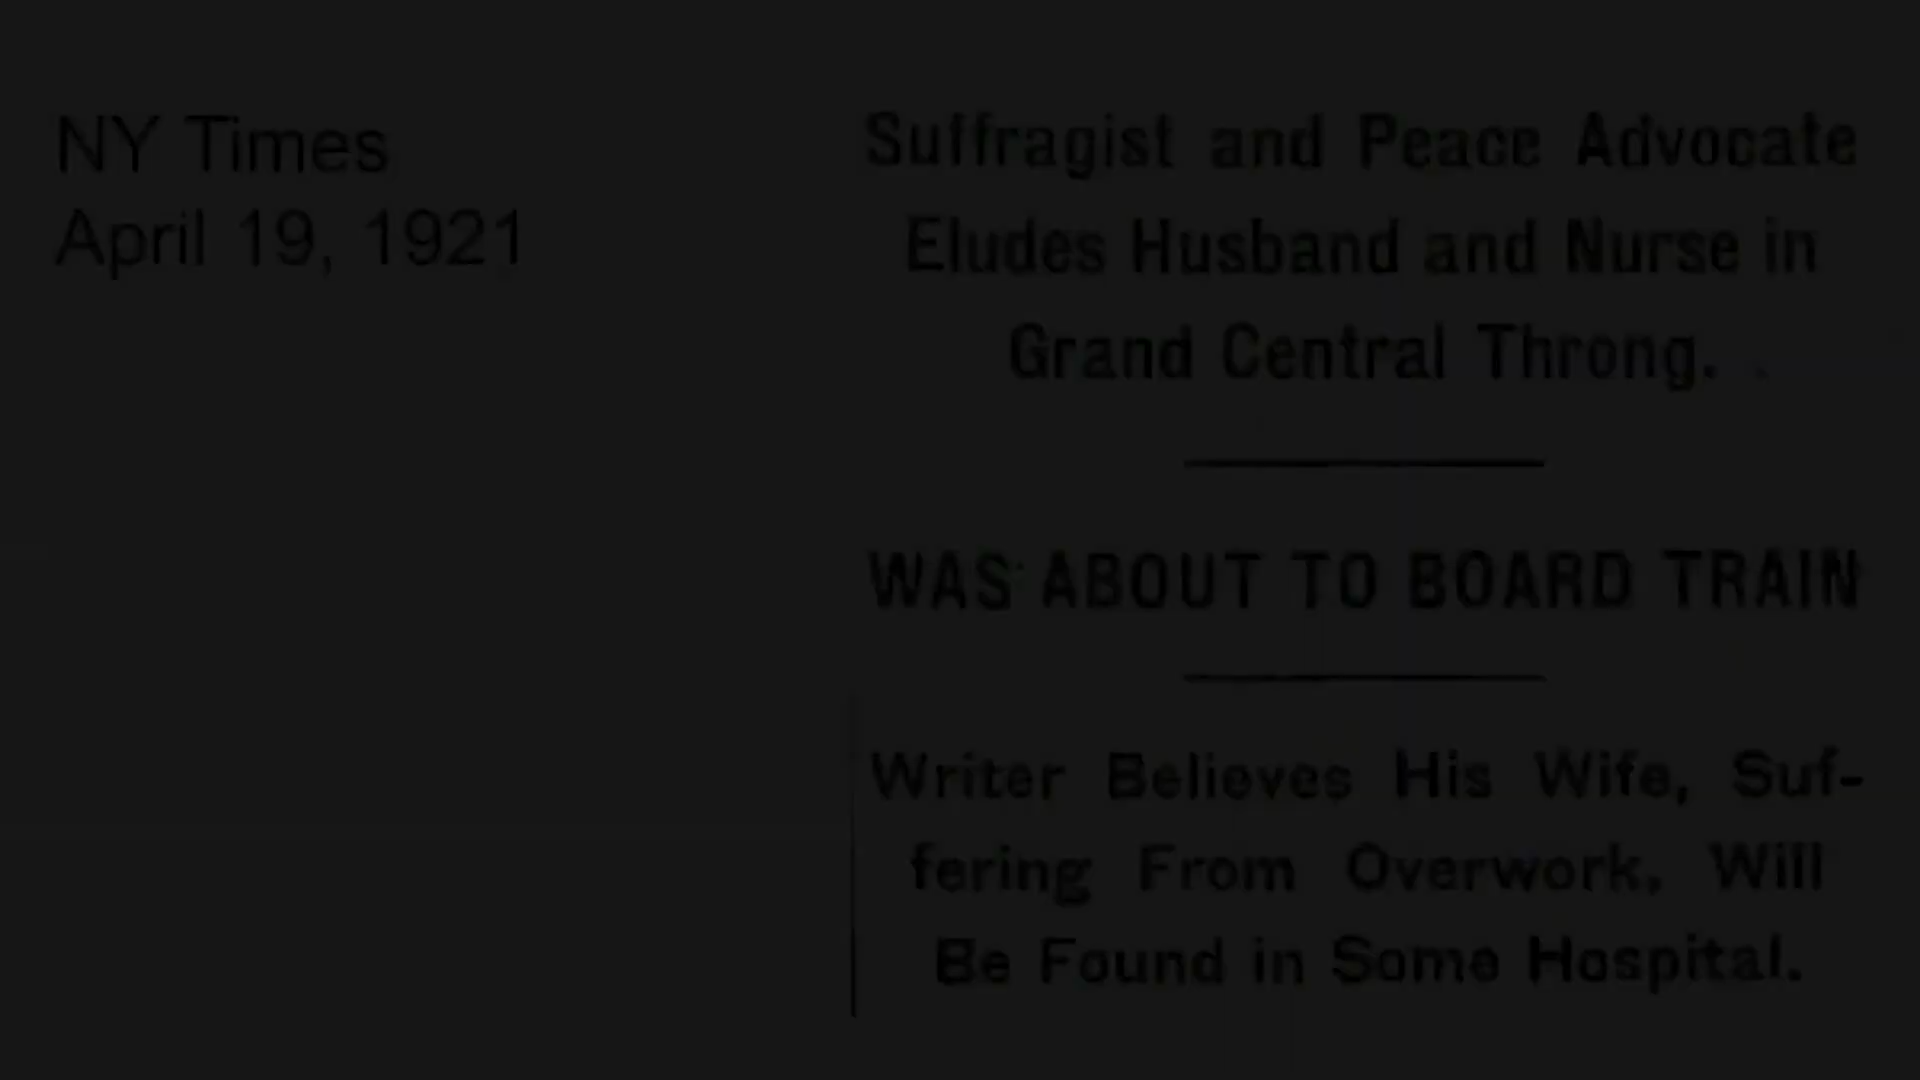 NY Times
April 19, 1921
Suffragist and Peace Advocate
Eludes Husband and Nurse in
Grand Central Throng.
WAS ABOUT TO BOARD TRAIN
Writer Believes His Wife, Suf-
fering From Overwork, Will
Be Found in Some Hospital.